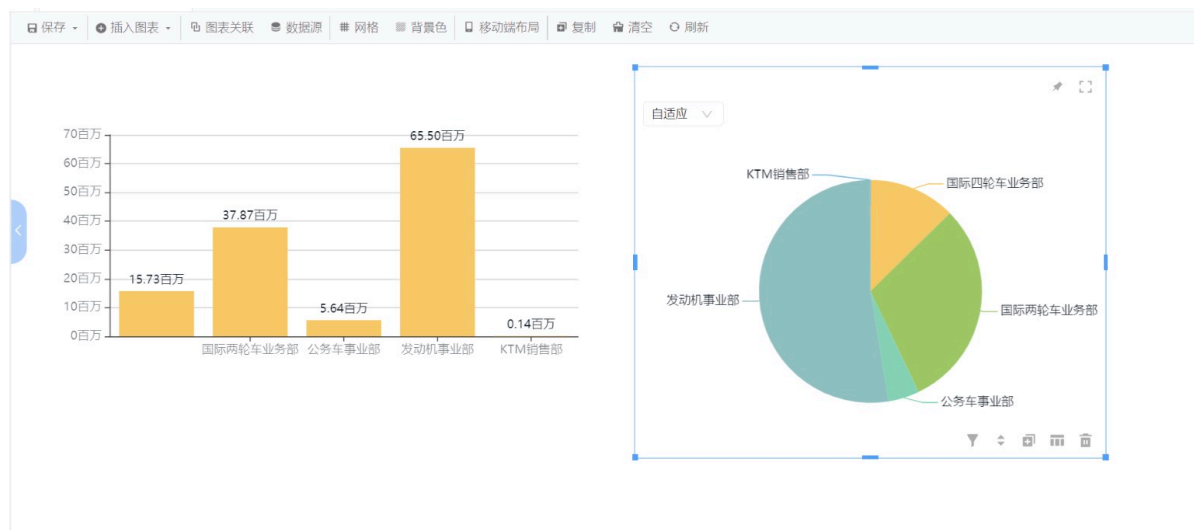 保存 插入图表 图表关联 数据源 网格 背景色 移动端布局 复制 清空 刷新
70百万
60百万
50百万
40百万
30百万
20百万
10百万
0百万
15.73百万
37.87百万
5.64百万
65.50百万
0.14百万
国际两轮车业务部 公务车事业部 发动机事业部 KTM销售部
自适应
KTM销售部
国际四轮车业务部
发动机事业部
国际两轮车业务部
公务车事业部